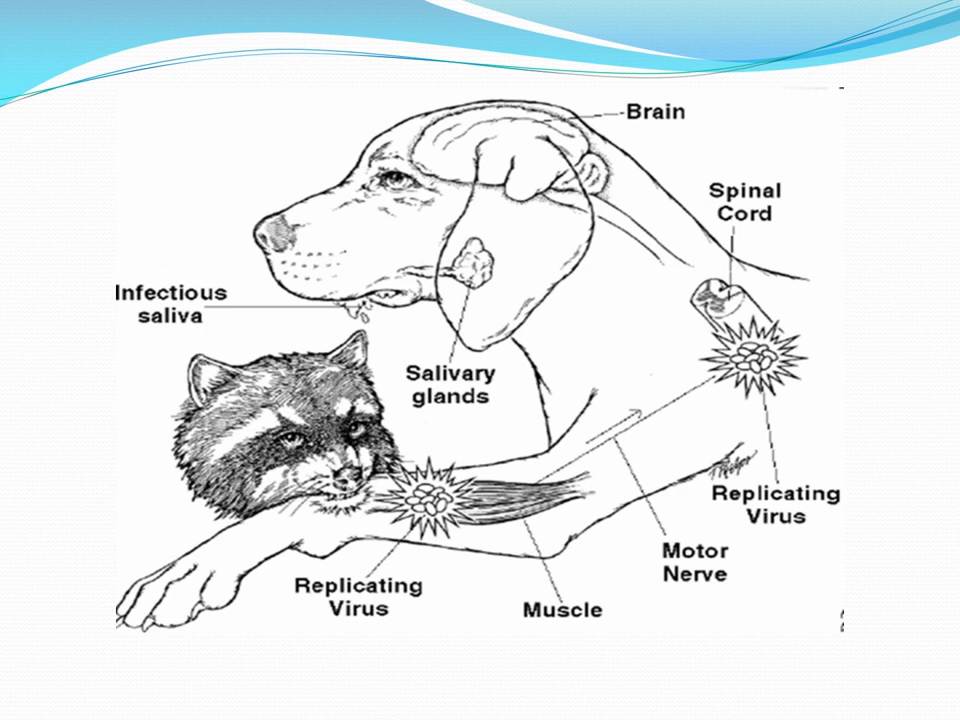 Brain
Spinal
Cord
Infectious
saliva
Salivary
glands
Replicating
Virus
Motor
Nerve
Replicating
Virus
Muscle